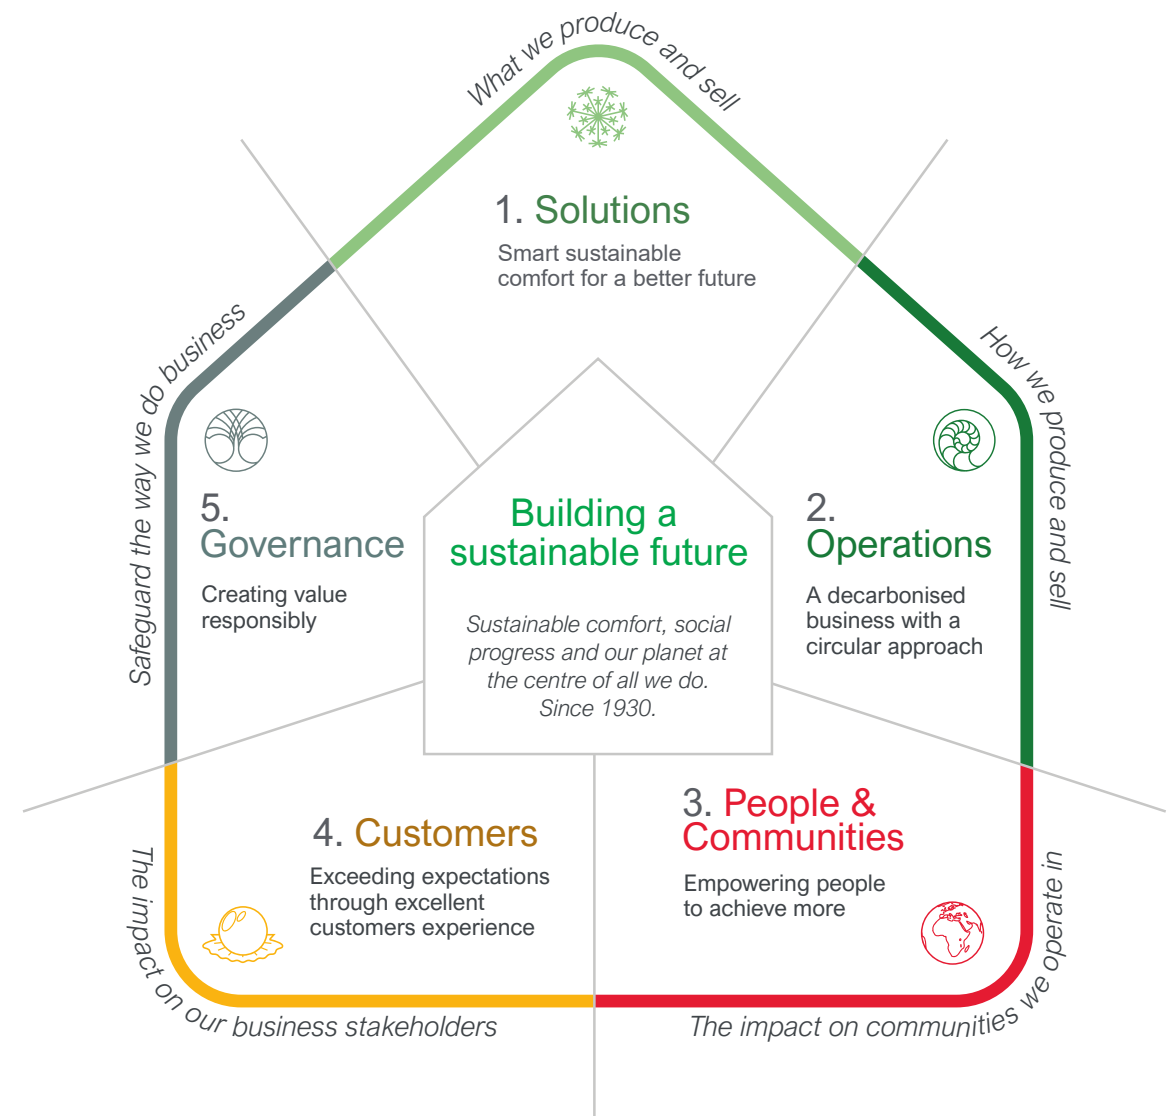 What we produce and sell
1. Solutions
Smart sustainable
comfort for a better future
How we produce and sell
2.
Operations
A decarbonised
business with a
circular approach
3. People &
Communities
Empowering people
to achieve more
The impact on communities we operate in
4. Customers
Exceeding expectations
through excellent
customers experience
The impact on our business stakeholders
5.
Governance
Creating value
responsibly
Safeguard the way we do business
Building a
sustainable future
Sustainable comfort, social
progress and our planet at
the centre of all we do.
Since 1930.